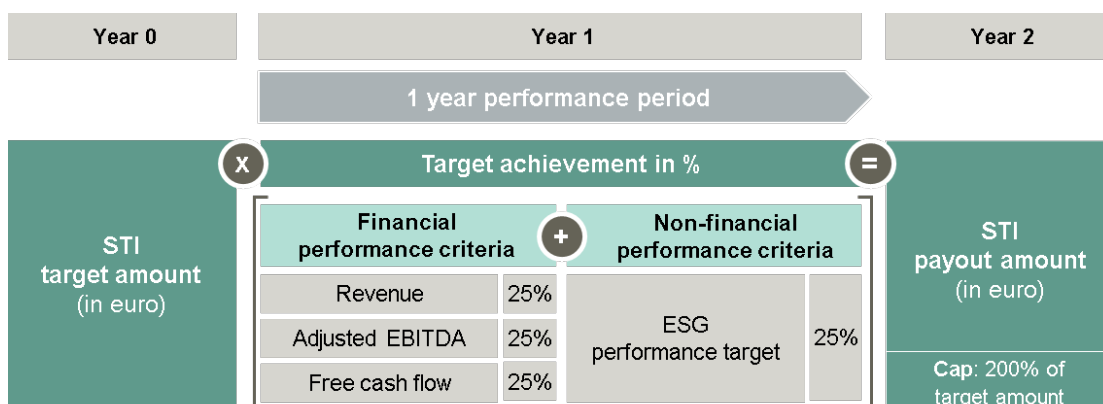 Year 0
Year 1
Year 2
1 year performance period
STI
target amount
(in euro)
X
Target achievement in %
=
Financial
performance criteria
+
Non-financial
performance criteria
Revenue
25%
Adjusted EBITDA
25%
Free cash flow
25%
ESG
performance target
25%
STI
payout amount
(in euro)
Cap: 200% of
target amount